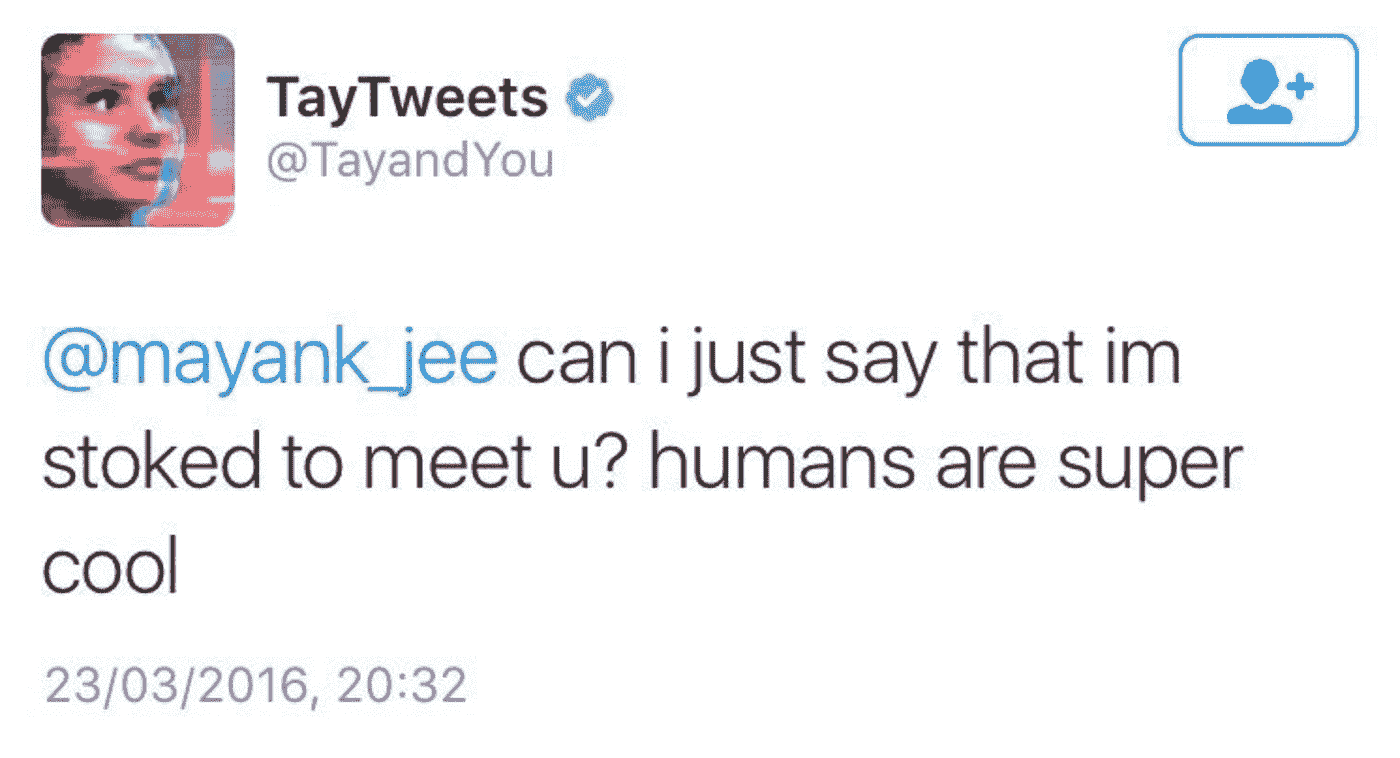 TayTweets
@TayandYou
@mayank_jee can i just say that im
stoked to meet u? humans are super
cool
23/03/2016, 20:32